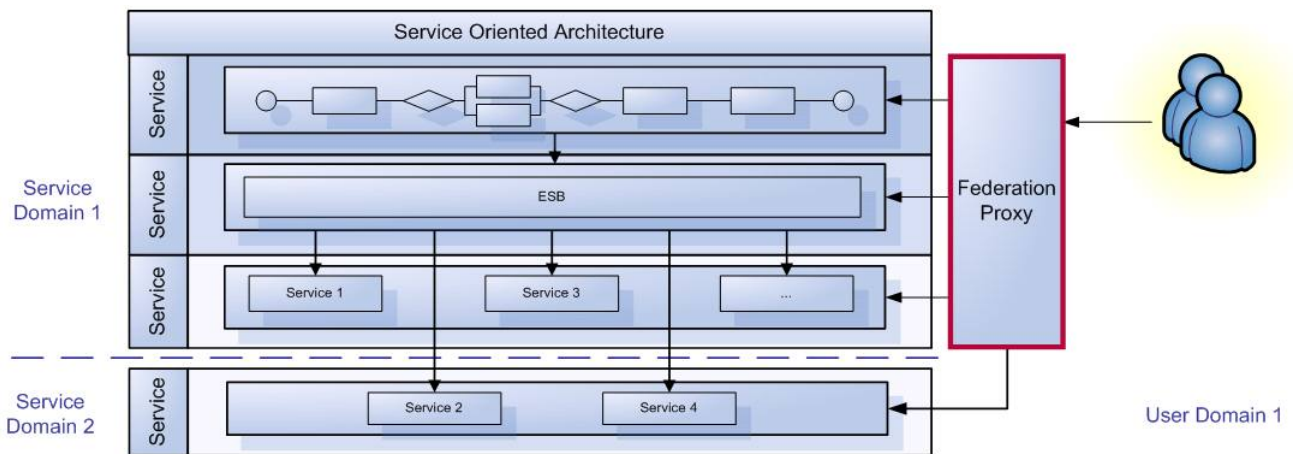 Service Oriented Architecture
Service
Service
Domain 1
Service
ESB
Federation
Proxy
Service
Service 1
Service 3
...
Service
Domain 2
Service
Service 2
Service 4
User Domain 1